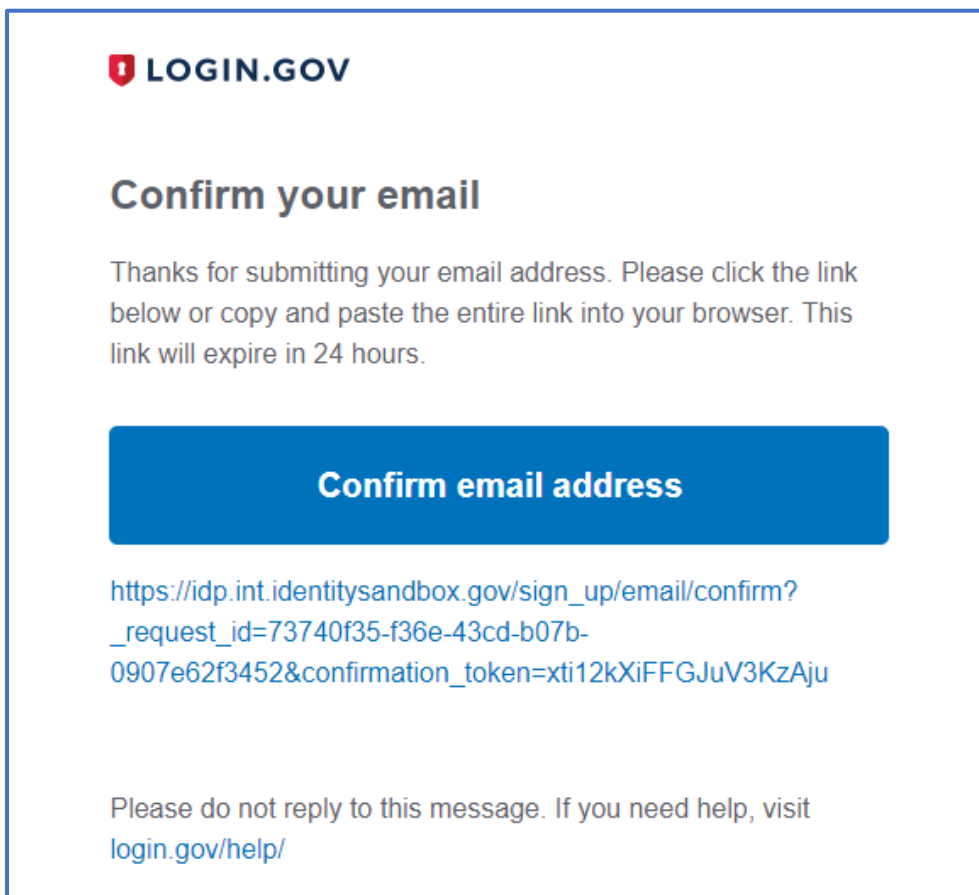 LOGIN.GOV
Confirm your email
Thanks for submitting your email address. Please click the link
below or copy and paste the entire link into your browser. This
link will expire in 24 hours.
Confirm email address
https://idp.int.identitysandbox.gov/sign_up/email/confirm?
_request_id=73740f35-f36e-43cd-b07b-
0907e62f3452&confirmation_token=xti12kXiFFGJuV3KzAju
Please do not reply to this message. If you need help, visit
login.gov/help/